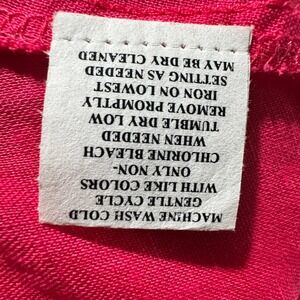 MACHINE WASH COLD
GENTLE CYCLE
WITH LIKE COLORS
ONLY NON-
CHLORINE BLEACH
WHEN NEEDED
TUMBLE DRY LOW
REMOVE PROMPTLY
IRON ON LOWEST
SETTING AS NEEDED
MAY BE DRY CLEANED